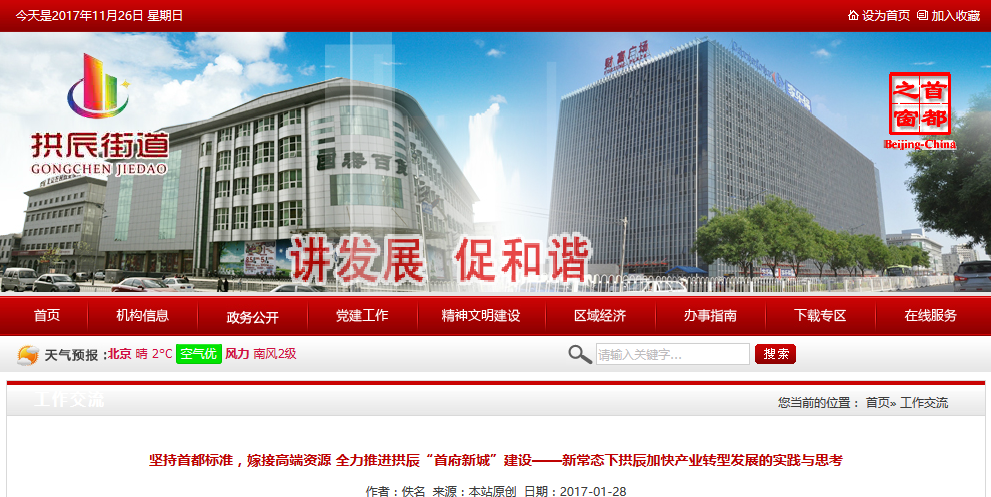 今天是2017年11月26日 星期日
设为首页 加入收藏
拱辰街道
GONGCHEN JIEDAO
国泰百货
财富广场
首都之窗
Beijing-China
讲发展 促和谐
首页 机构信息 政务公开 党建工作 精神文明建设 区域经济 办事指南 下载专区 在线服务
天气预报:北京 晴 2℃ 空气优 风力 南风2级
请输入关键字... 搜索
工作交流
您当前的位置： 首页» 工作交流
坚持首都标准，嫁接高端资源 全力推进拱辰“首府新城”建设——新常态下拱辰加快产业转型发展的实践与思考
作者：佚名 来源：本站原创 日期：2017-01-28